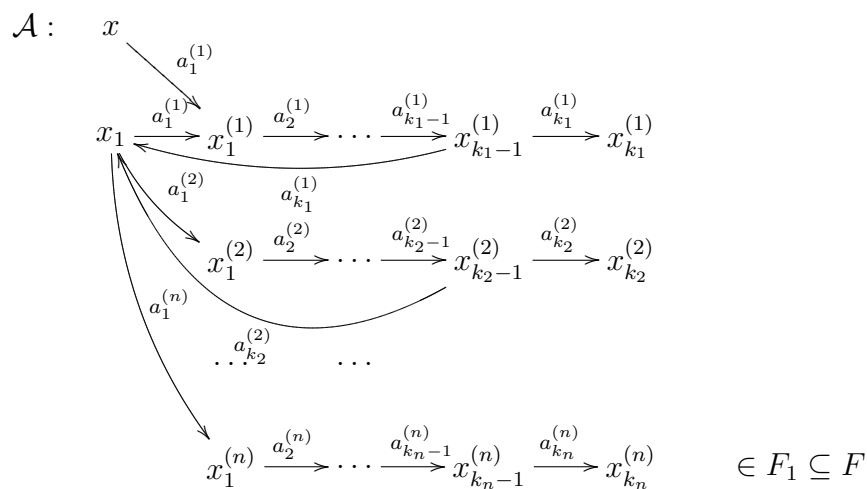 𝒜 : x
a_1^{(1)}
a_1^{(1)} a_2^{(1)} a_{k_1-1}^{(1)} a_{k_1}^{(1)}
x_1 x_1^{(1)} ⋯ x_{k_1-1}^{(1)} x_{k_1}^{(1)}
a_1^{(2)} a_{k_1}^{(1)}
a_2^{(2)} a_{k_2-1}^{(2)} a_{k_2}^{(2)}
x_1^{(2)} ⋯ x_{k_2-1}^{(2)} x_{k_2}^{(2)}
a_1^{(n)}
a_{k_2}^{(2)}
⋯ ⋯
a_2^{(n)} a_{k_n-1}^{(n)} a_{k_n}^{(n)}
x_1^{(n)} ⋯ x_{k_n-1}^{(n)} x_{k_n}^{(n)} ∈ F_1 ⊆ F